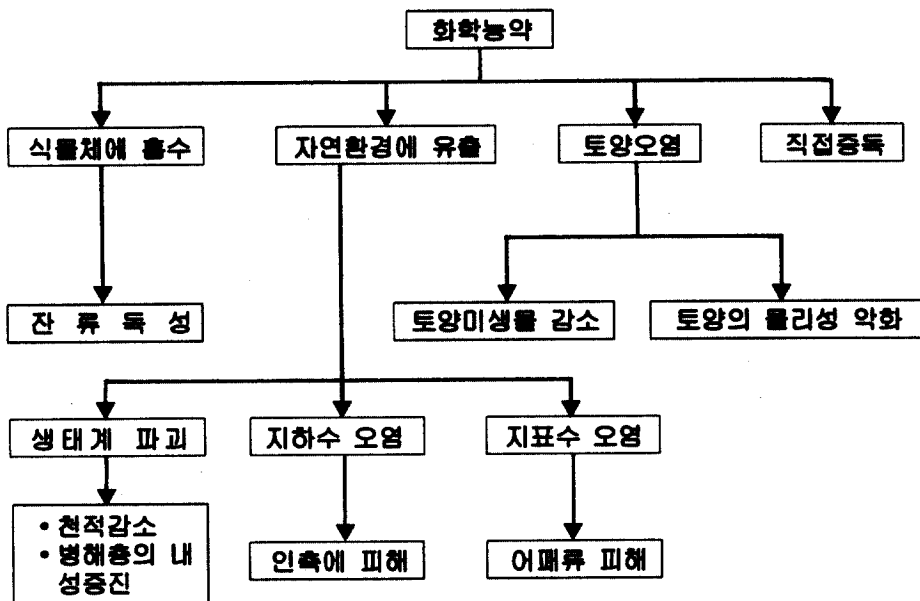 화학농약
식물체에 흡수
자연환경에 유출
토양오염
직접중독
잔 류 독 성
토양미생물 감소
토양의 물리성 악화
생태계 파괴
지하수 오염
지표수 오염
• 천적감소
• 병해충의 내
성증진
인축에 피해
어패류 피해